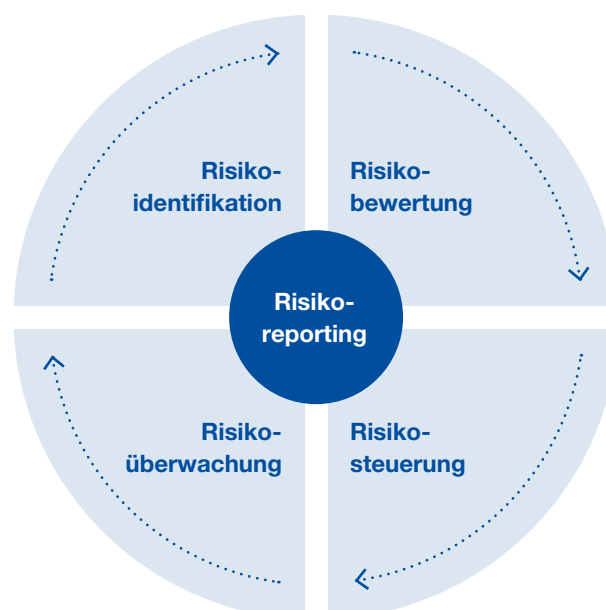 Risiko-
identifikation
Risiko-
bewertung
Risiko-
reporting
Risiko-
überwachung
Risiko-
steuerung